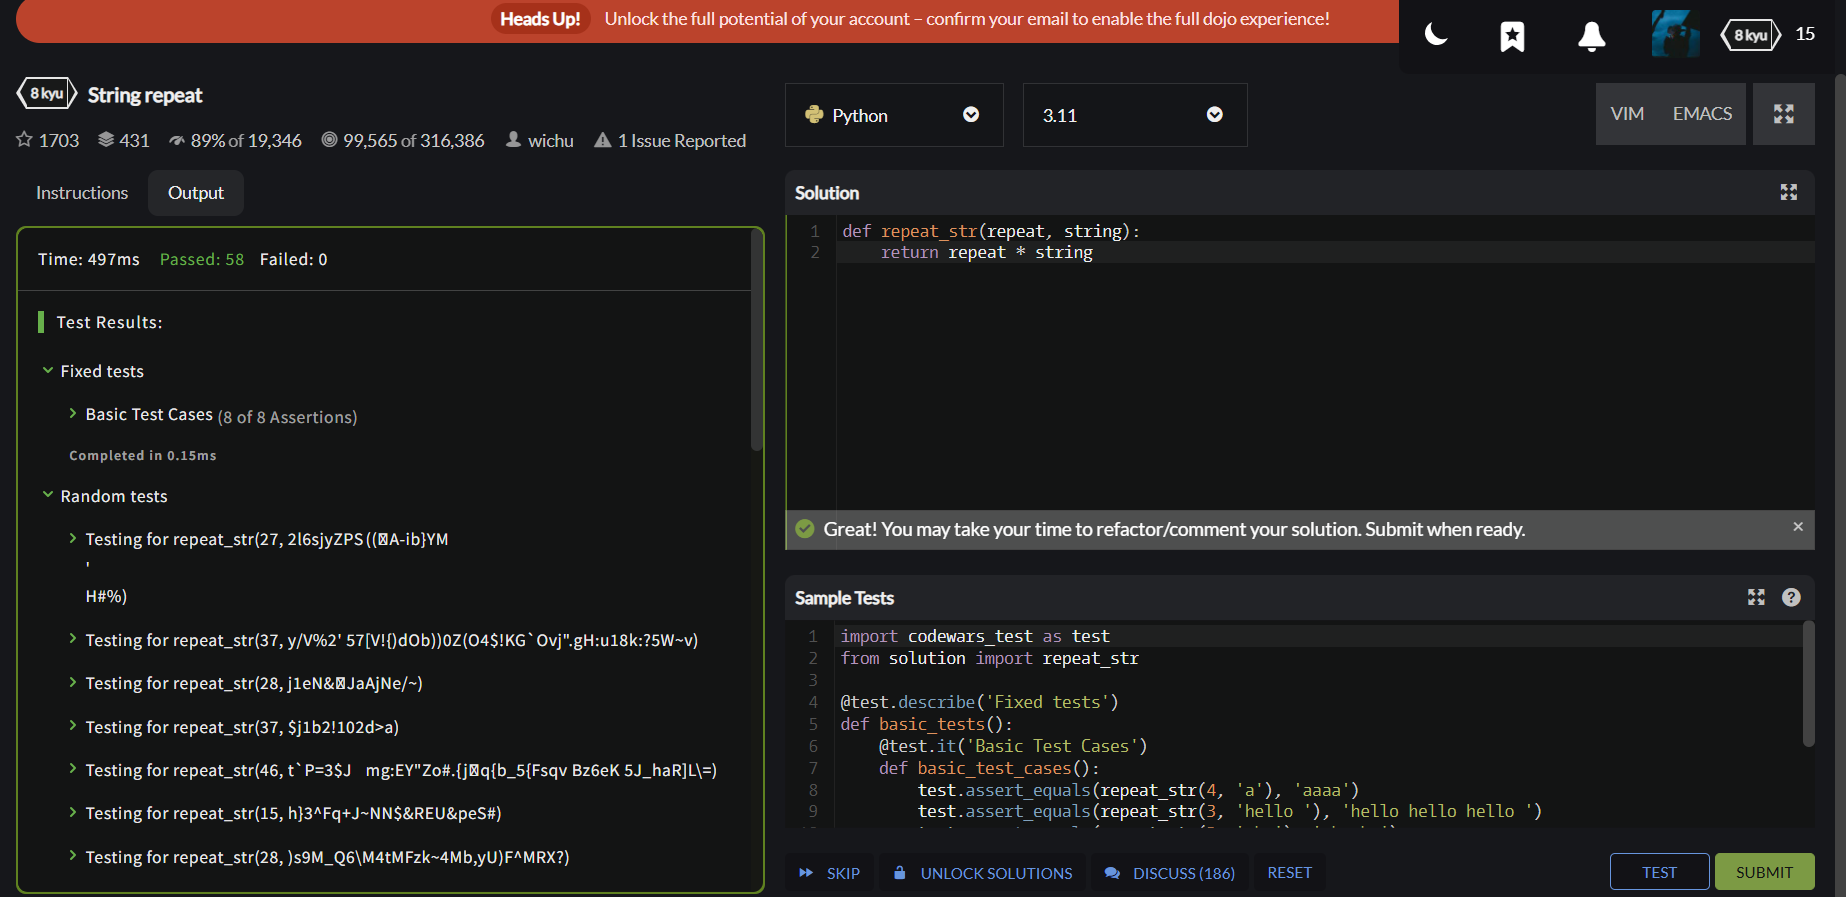 Heads Up! Unlock the full potential of your account – confirm your email to enable the full dojo experience!
8 kyu 15
8 kyu String repeat
1703 431 89% of 19,346 99,565 of 316,386 wichu 1 Issue Reported
Instructions Output
Time: 497ms Passed: 58 Failed: 0
Test Results:
Fixed tests
Basic Test Cases (8 of 8 Assertions)
Completed in 0.15ms
Random tests
Testing for repeat_str(27, 2l6sjyZPS((A-ib}YM
'
H#%)
Testing for repeat_str(37, y/V%2' 57[V!{)dOb))0Z(O4$!KG`Ovj".gH:u18k:?5W~v)
Testing for repeat_str(28, j1eN&JaAjNe/~)
Testing for repeat_str(37, $j1b2!102d>a)
Testing for repeat_str(46, t`P=3$J mg:EY"Zo#.{jq{b_5{Fsqv Bz6eK 5J_haR]L\=)
Testing for repeat_str(15, h}3^Fq+J~NN$&REU&peS#)
Testing for repeat_str(28, )s9M_Q6\M4tMFzk~4Mb,yU)F^MRX?)
Python 3.11 VIM EMACS
Solution
1 def repeat_str(repeat, string):
2 return repeat * string
Great! You may take your time to refactor/comment your solution. Submit when ready.
Sample Tests
1 import codewars_test as test
2 from solution import repeat_str
3
4 @test.describe('Fixed tests')
5 def basic_tests():
6 @test.it('Basic Test Cases')
7 def basic_test_cases():
8 test.assert_equals(repeat_str(4, 'a'), 'aaaa')
9 test.assert_equals(repeat_str(3, 'hello '), 'hello hello hello ')
SKIP UNLOCK SOLUTIONS DISCUSS (186) RESET TEST SUBMIT